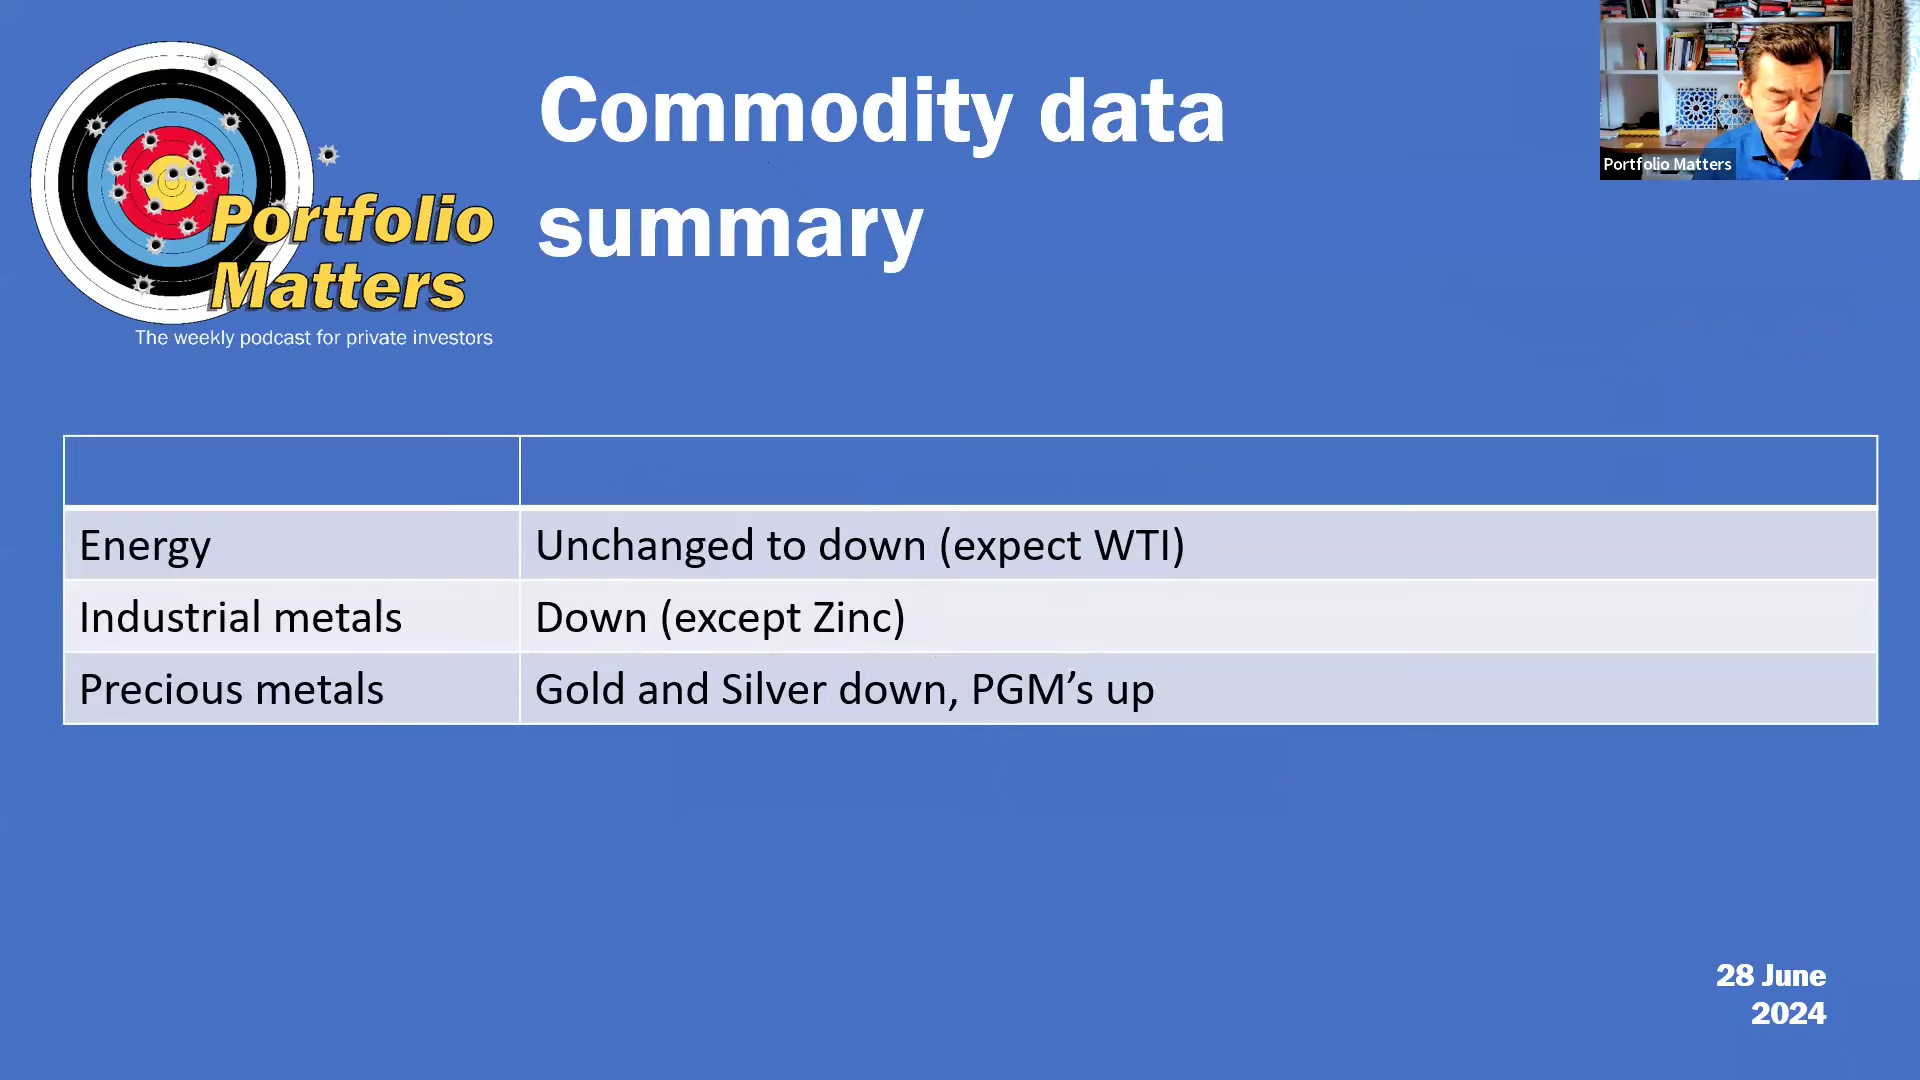 Commodity data
summary
Portfolio
Matters
The weekly podcast for private investors
Portfolio Matters
Energy
Unchanged to down (expect WTI)
Industrial metals
Down (except Zinc)
Precious metals
Gold and Silver down, PGM’s up
28 June
2024